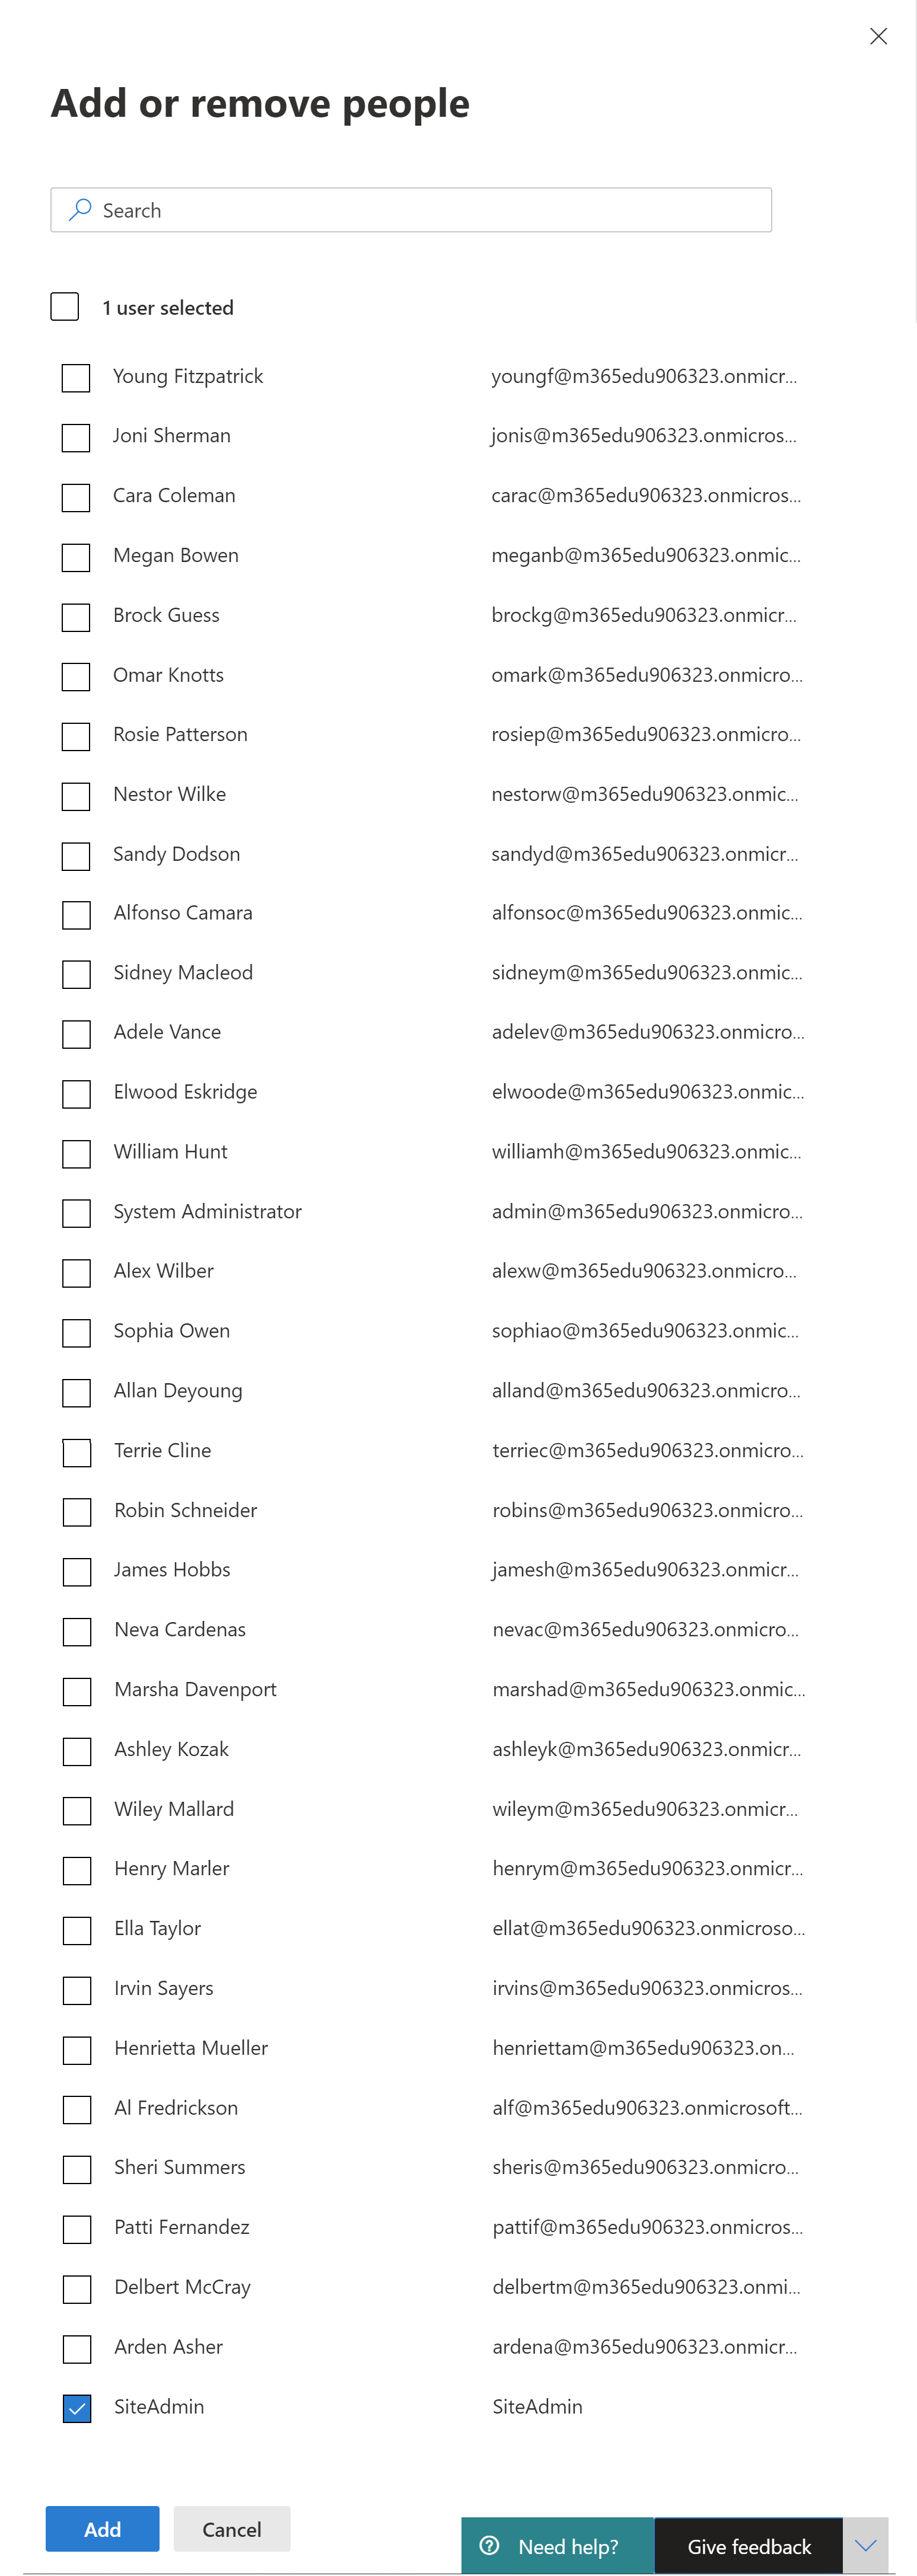 Add or remove people
Search
1 user selected
Young Fitzpatrick youngf@m365edu906323.onmicr...
Joni Sherman jonis@m365edu906323.onmicros...
Cara Coleman carac@m365edu906323.onmicros...
Megan Bowen meganb@m365edu906323.onmic...
Brock Guess brockg@m365edu906323.onmicr...
Omar Knotts omark@m365edu906323.onmicro...
Rosie Patterson rosiep@m365edu906323.onmicro...
Nestor Wilke nestorw@m365edu906323.onmic...
Sandy Dodson sandyd@m365edu906323.onmicr...
Alfonso Camara alfonsoc@m365edu906323.onmic...
Sidney Macleod sidneym@m365edu906323.onmic...
Adele Vance adelev@m365edu906323.onmicro...
Elwood Eskridge elwoode@m365edu906323.onmic...
William Hunt williamh@m365edu906323.onmic...
System Administrator admin@m365edu906323.onmicro...
Alex Wilber alexw@m365edu906323.onmicro...
Sophia Owen sophiao@m365edu906323.onmic...
Allan Deyoung alland@m365edu906323.onmicro...
Terrie Cline terriec@m365edu906323.onmicro...
Robin Schneider robins@m365edu906323.onmicro...
James Hobbs jamesh@m365edu906323.onmicr...
Neva Cardenas nevac@m365edu906323.onmicro...
Marsha Davenport marshad@m365edu906323.onmic...
Ashley Kozak ashleyk@m365edu906323.onmicr...
Wiley Mallard wileym@m365edu906323.onmicr...
Henry Marler henrym@m365edu906323.onmicr...
Ella Taylor ellat@m365edu906323.onmicroso...
Irvin Sayers irvins@m365edu906323.onmicros...
Henrietta Mueller henriettam@m365edu906323.on...
Al Fredrickson alf@m365edu906323.onmicrosoft...
Sheri Summers sheris@m365edu906323.onmicro...
Patti Fernandez pattif@m365edu906323.onmicros...
Delbert McCray delbertm@m365edu906323.onmi...
Arden Asher ardena@m365edu906323.onmicr...
SiteAdmin SiteAdmin
Add Cancel Need help? Give feedback